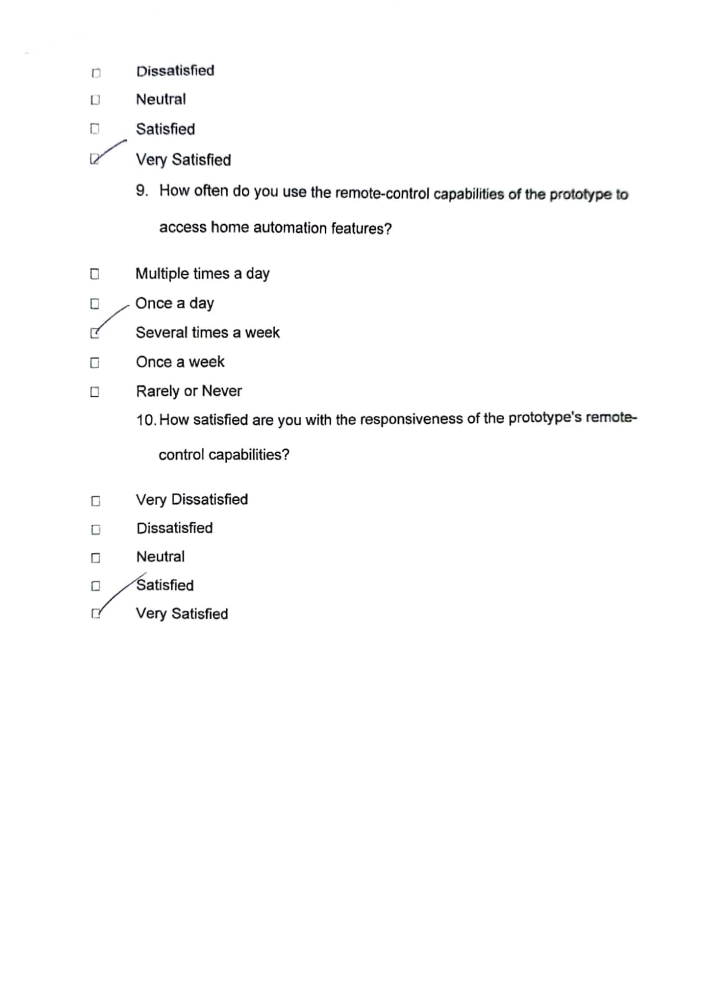 Dissatisfied
Neutral
Satisfied
Very Satisfied
9. How often do you use the remote-control capabilities of the prototype to
access home automation features?
Multiple times a day
Once a day
Several times a week
Once a week
Rarely or Never
10. How satisfied are you with the responsiveness of the prototype's remote-
control capabilities?
Very Dissatisfied
Dissatisfied
Neutral
Satisfied
Very Satisfied